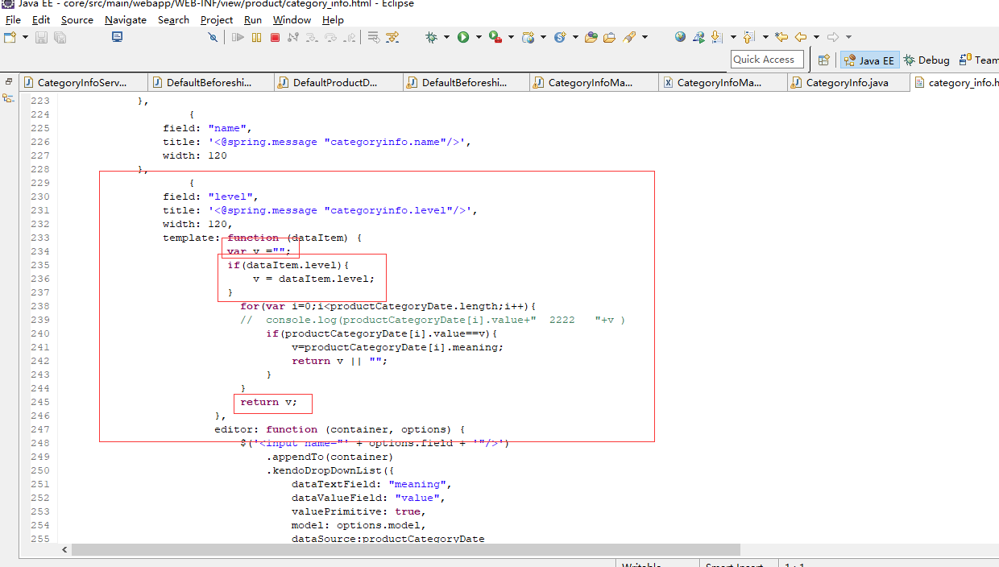 Java EE - core/src/main/webapp/WEB-INF/view/product/category_info.html - Eclipse
File Edit Source Navigate Search Project Run Window Help
Quick Access
Java EE Debug Team
CategoryInfoServ... DefaultBeforeshi... DefaultProductD... DefaultBeforeshi... CategoryInfoMa... CategoryInfoMa... CategoryInfo.java category_info.h
223 },
224 {
225 field: "name",
226 title: '<@spring.message "categoryinfo.name"/>',
227 width: 120
228 },
229 {
230 field: "level",
231 title: '<@spring.message "categoryinfo.level"/>',
232 width: 120,
233 template: function (dataItem) {
234 var v ="";
235 if(dataItem.level){
236 v = dataItem.level;
237 }
238 for(var i=0;i<productCategoryDate.length;i++){
239 // console.log(productCategoryDate[i].value+" 2222 "+v )
240 if(productCategoryDate[i].value==v){
241 v=productCategoryDate[i].meaning;
242 return v || "";
243 }
244 }
245 return v;
246 },
247 editor: function (container, options) {
248 $('<input name="' + options.field + '"/>')
249 .appendTo(container)
250 .kendoDropDownList({
251 dataTextField: "meaning",
252 dataValueField: "value",
253 valuePrimitive: true,
254 model: options.model,
255 dataSource:productCategoryDate
Writable Smart Insert 1 : 1